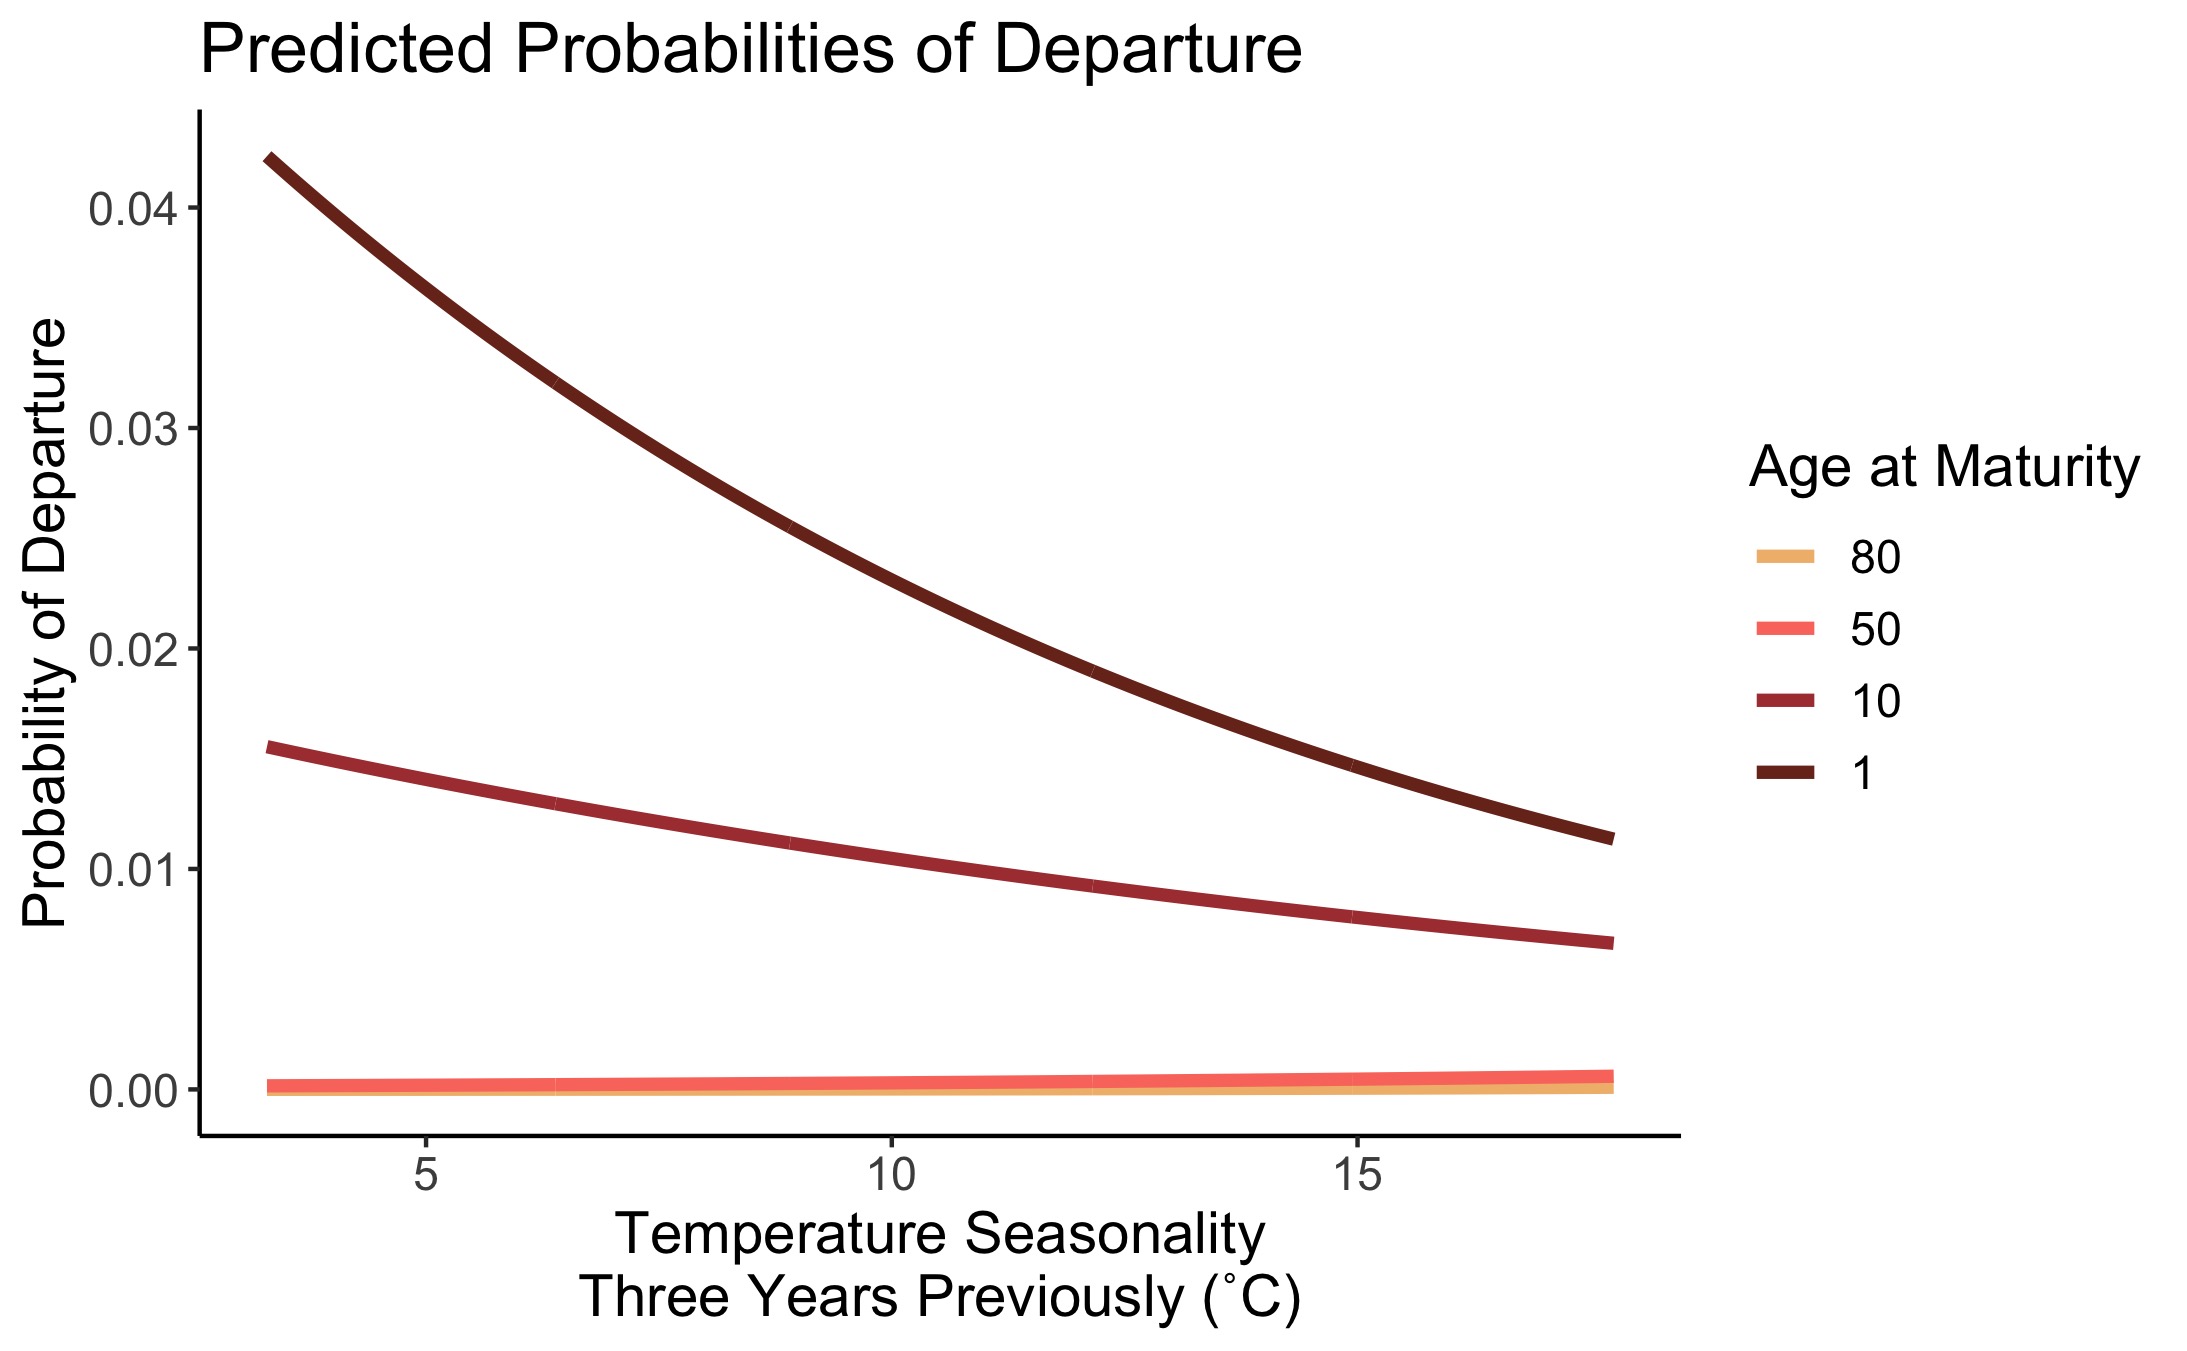 Predicted Probabilities of Departure
Probability of Departure
0.04
0.03
0.02
0.01
0.00
5 10 15
Temperature Seasonality
Three Years Previously (˚C)
Age at Maturity
80
50
10
1